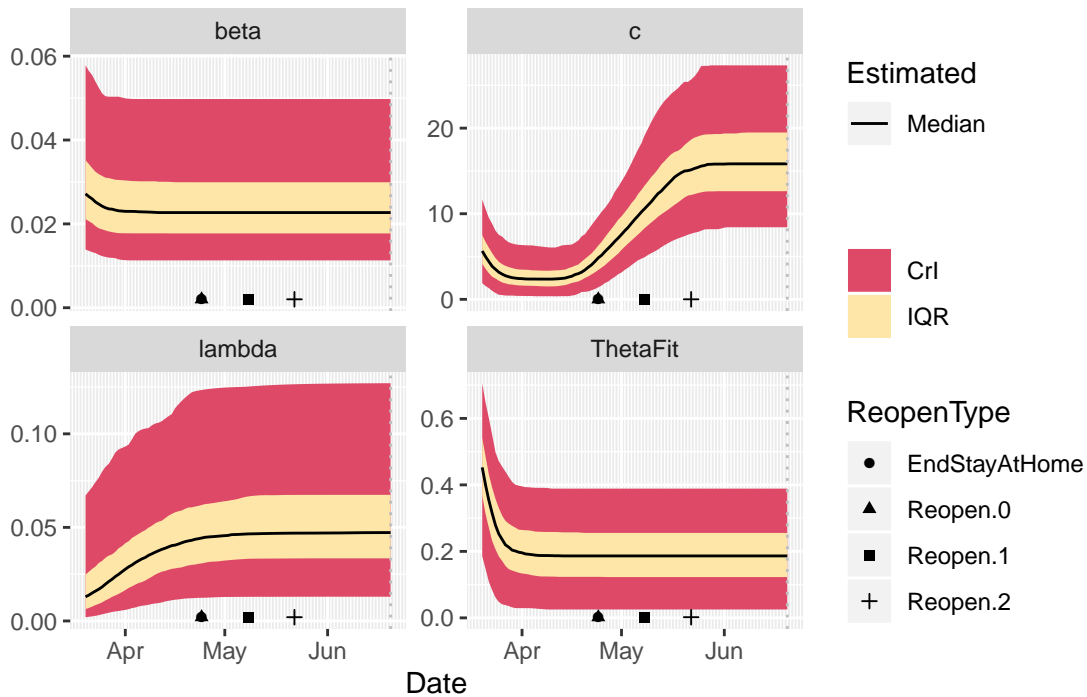 beta
c
0.06
0.04
0.02
0.00
20
10
0
lambda
ThetaFit
0.10
0.05
0.00
0.6
0.4
0.2
0.0
Apr
May
Jun
Apr
May
Jun
Date
Estimated
Median
CrI
IQR
ReopenType
EndStayAtHome
Reopen.0
Reopen.1
Reopen.2